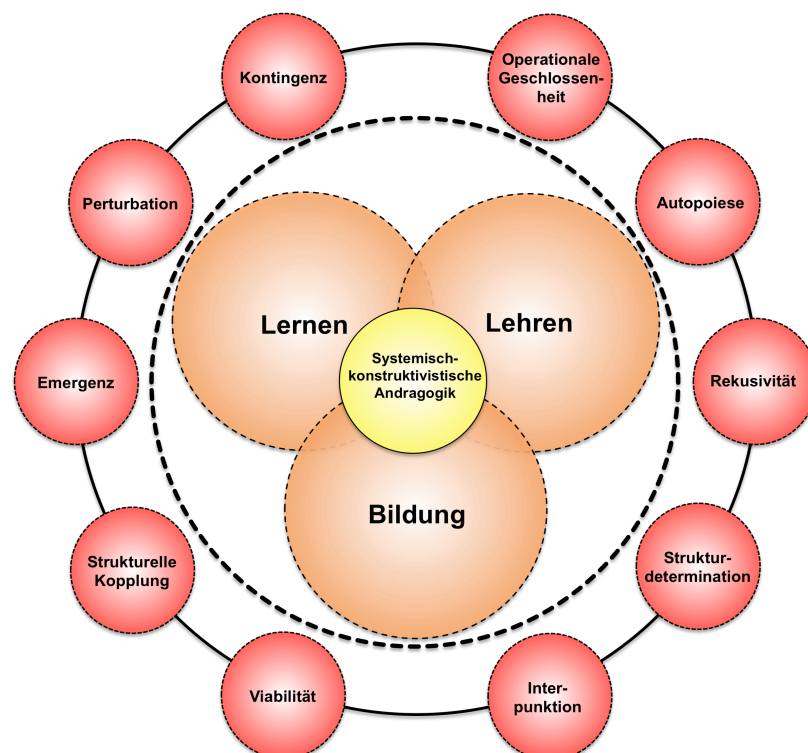 Kontingenz
Operationale
Geschlossen-
heit
Perturbation
Autopoiese
Lernen
Lehren
Systemisch-
konstruktivistische
Andragogik
Emergenz
Rekusivität
Bildung
Strukturelle
Kopplung
Struktur-
determination
Viabilität
Inter-
punktion